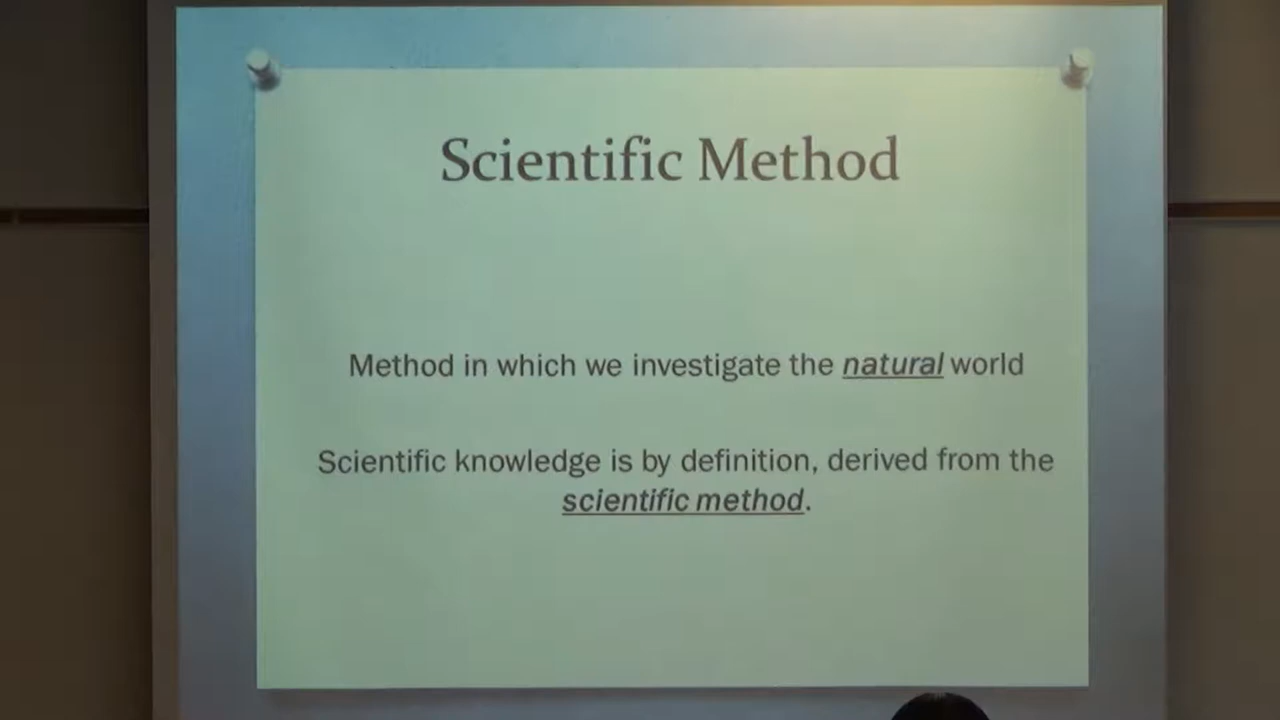 Scientific Method
Method in which we investigate the natural world
Scientific knowledge is by definition, derived from the
scientific method.